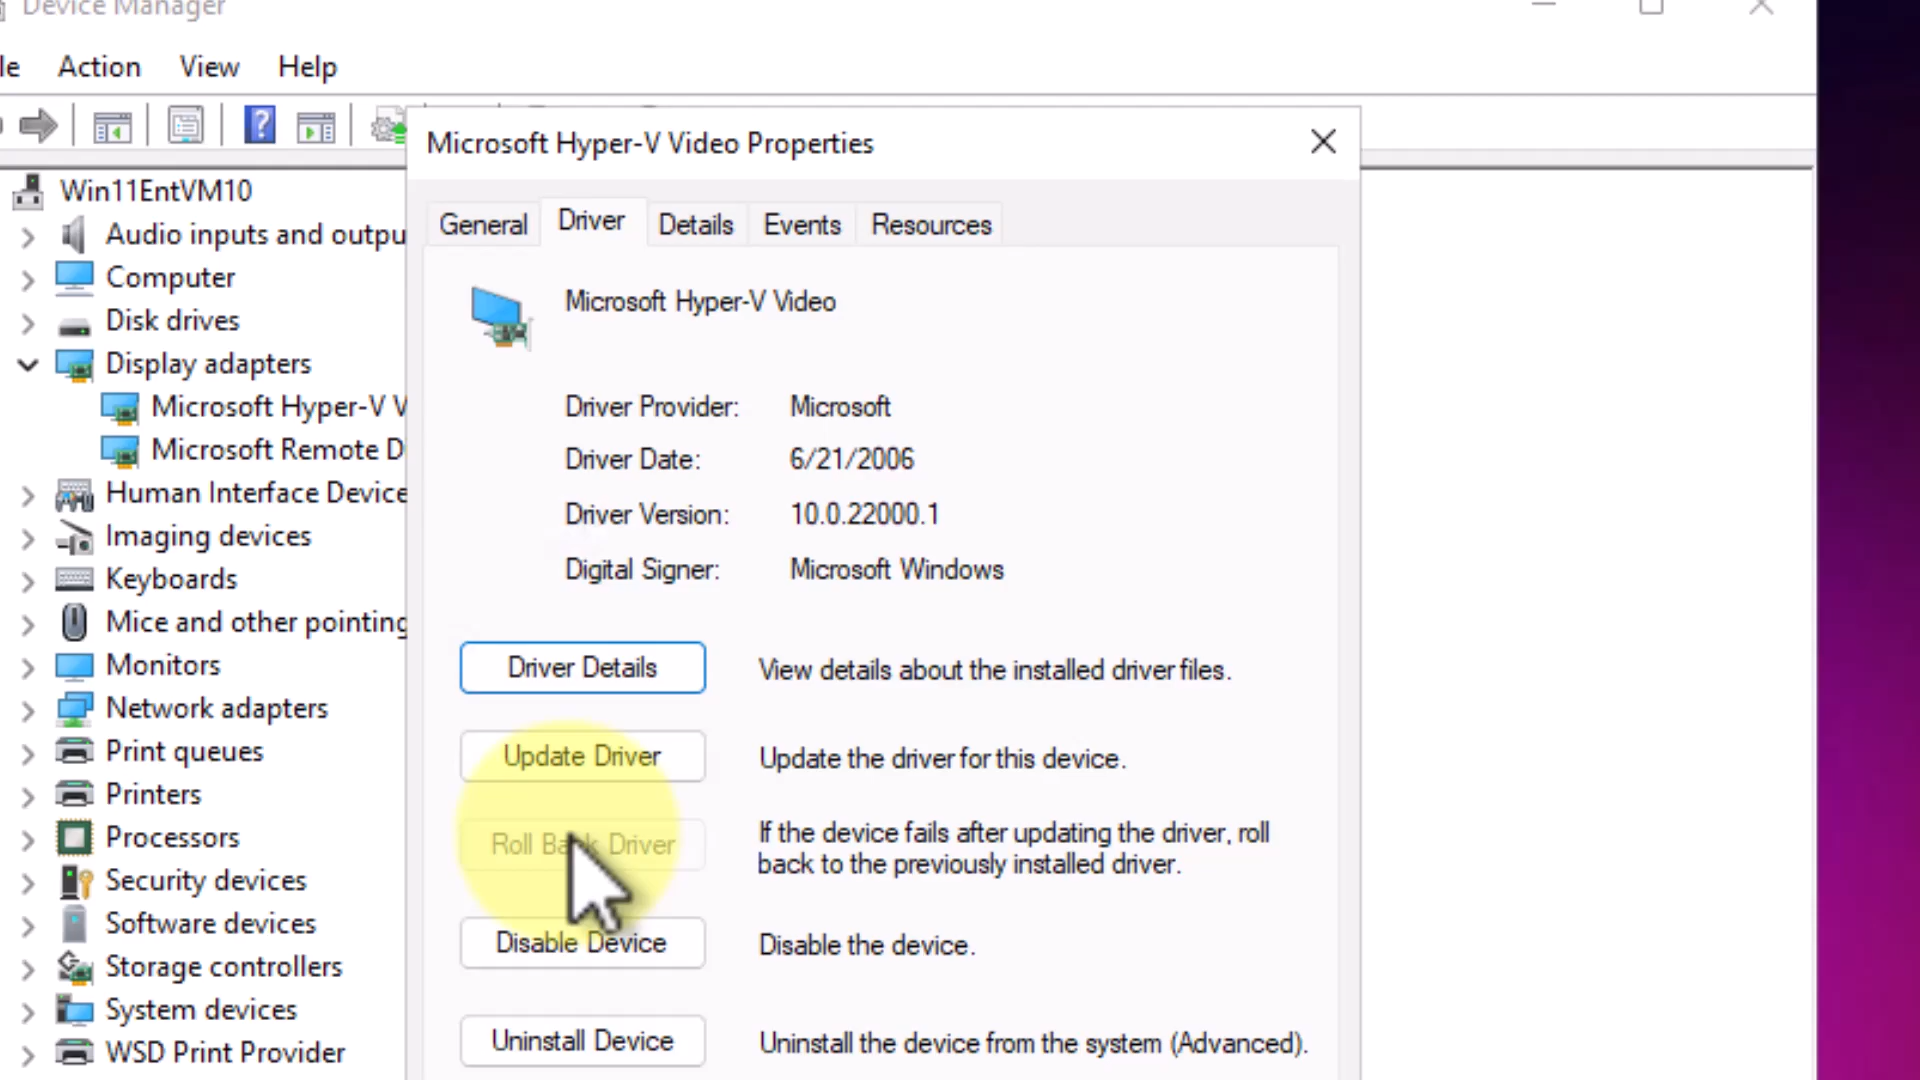 Device Manager
le Action View Help
Microsoft Hyper-V Video Properties
Win11EntVM10
Audio inputs and outpu
Computer
Disk drives
Display adapters
Microsoft Hyper-V V
Microsoft Remote D
Human Interface Device
Imaging devices
Keyboards
Mice and other pointing
Monitors
Network adapters
Print queues
Printers
Processors
Security devices
Software devices
Storage controllers
System devices
WSD Print Provider
General Driver Details Events Resources
Microsoft Hyper-V Video
Driver Provider: Microsoft
Driver Date: 6/21/2006
Driver Version: 10.0.22000.1
Digital Signer: Microsoft Windows
Driver Details View details about the installed driver files.
Update Driver Update the driver for this device.
Roll Back Driver If the device fails after updating the driver, roll
back to the previously installed driver.
Disable Device Disable the device.
Uninstall Device Uninstall the device from the system (Advanced).